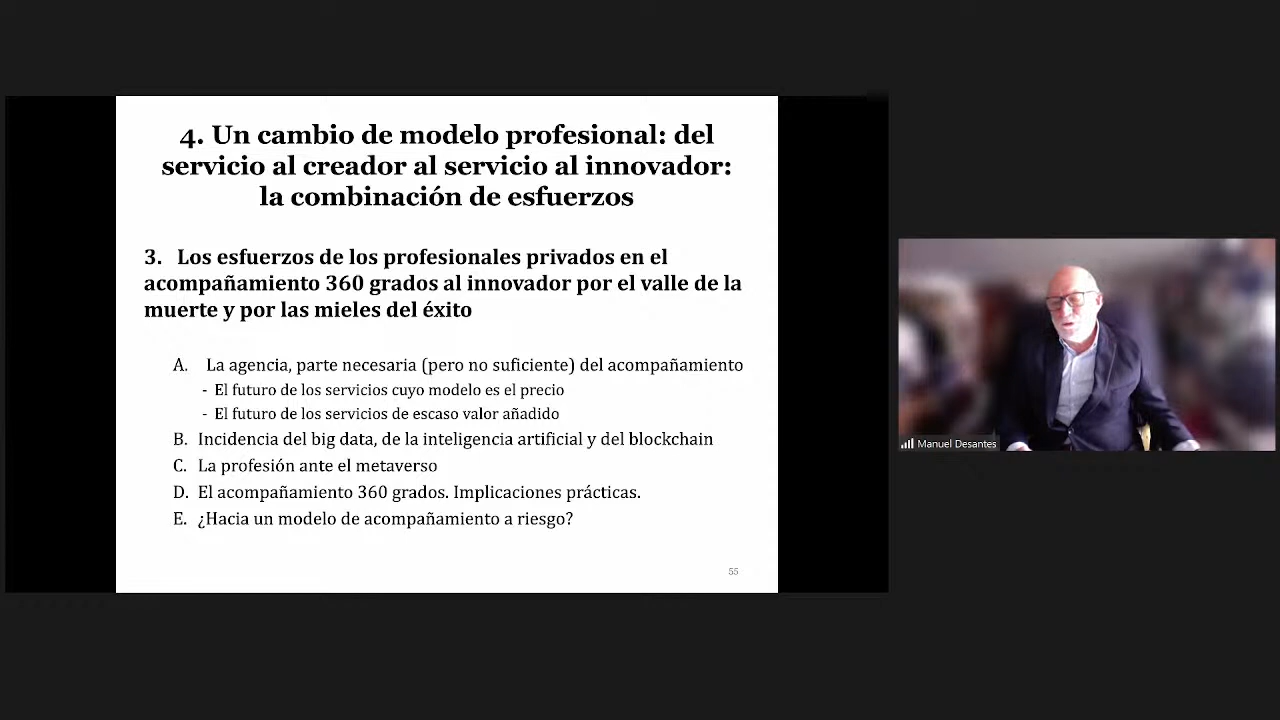 4. Un cambio de modelo profesional: del
servicio al creador al servicio al innovador:
la combinación de esfuerzos
3. Los esfuerzos de los profesionales privados en el
acompañamiento 360 grados al innovador por el valle de la
muerte y por las mieles del éxito
A. La agencia, parte necesaria (pero no suficiente) del acompañamiento
- El futuro de los servicios cuyo modelo es el precio
- El futuro de los servicios de escaso valor añadido
B. Incidencia del big data, de la inteligencia artificial y del blockchain
C. La profesión ante el metaverso
D. El acompañamiento 360 grados. Implicaciones prácticas.
E. ¿Hacia un modelo de acompañamiento a riesgo?
55
Manuel Desantes